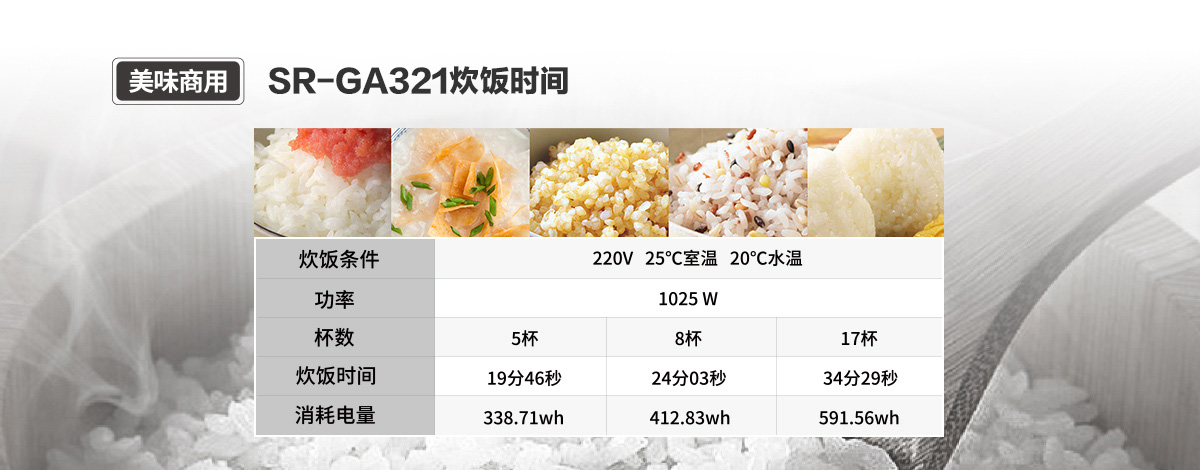 美味商用 SR-GA321炊饭时间
炊饭条件 220V 25℃室温 20℃水温
功率 1025 W
杯数 5杯 8杯 17杯
炊饭时间 19分46秒 24分03秒 34分29秒
消耗电量 338.71wh 412.83wh 591.56wh